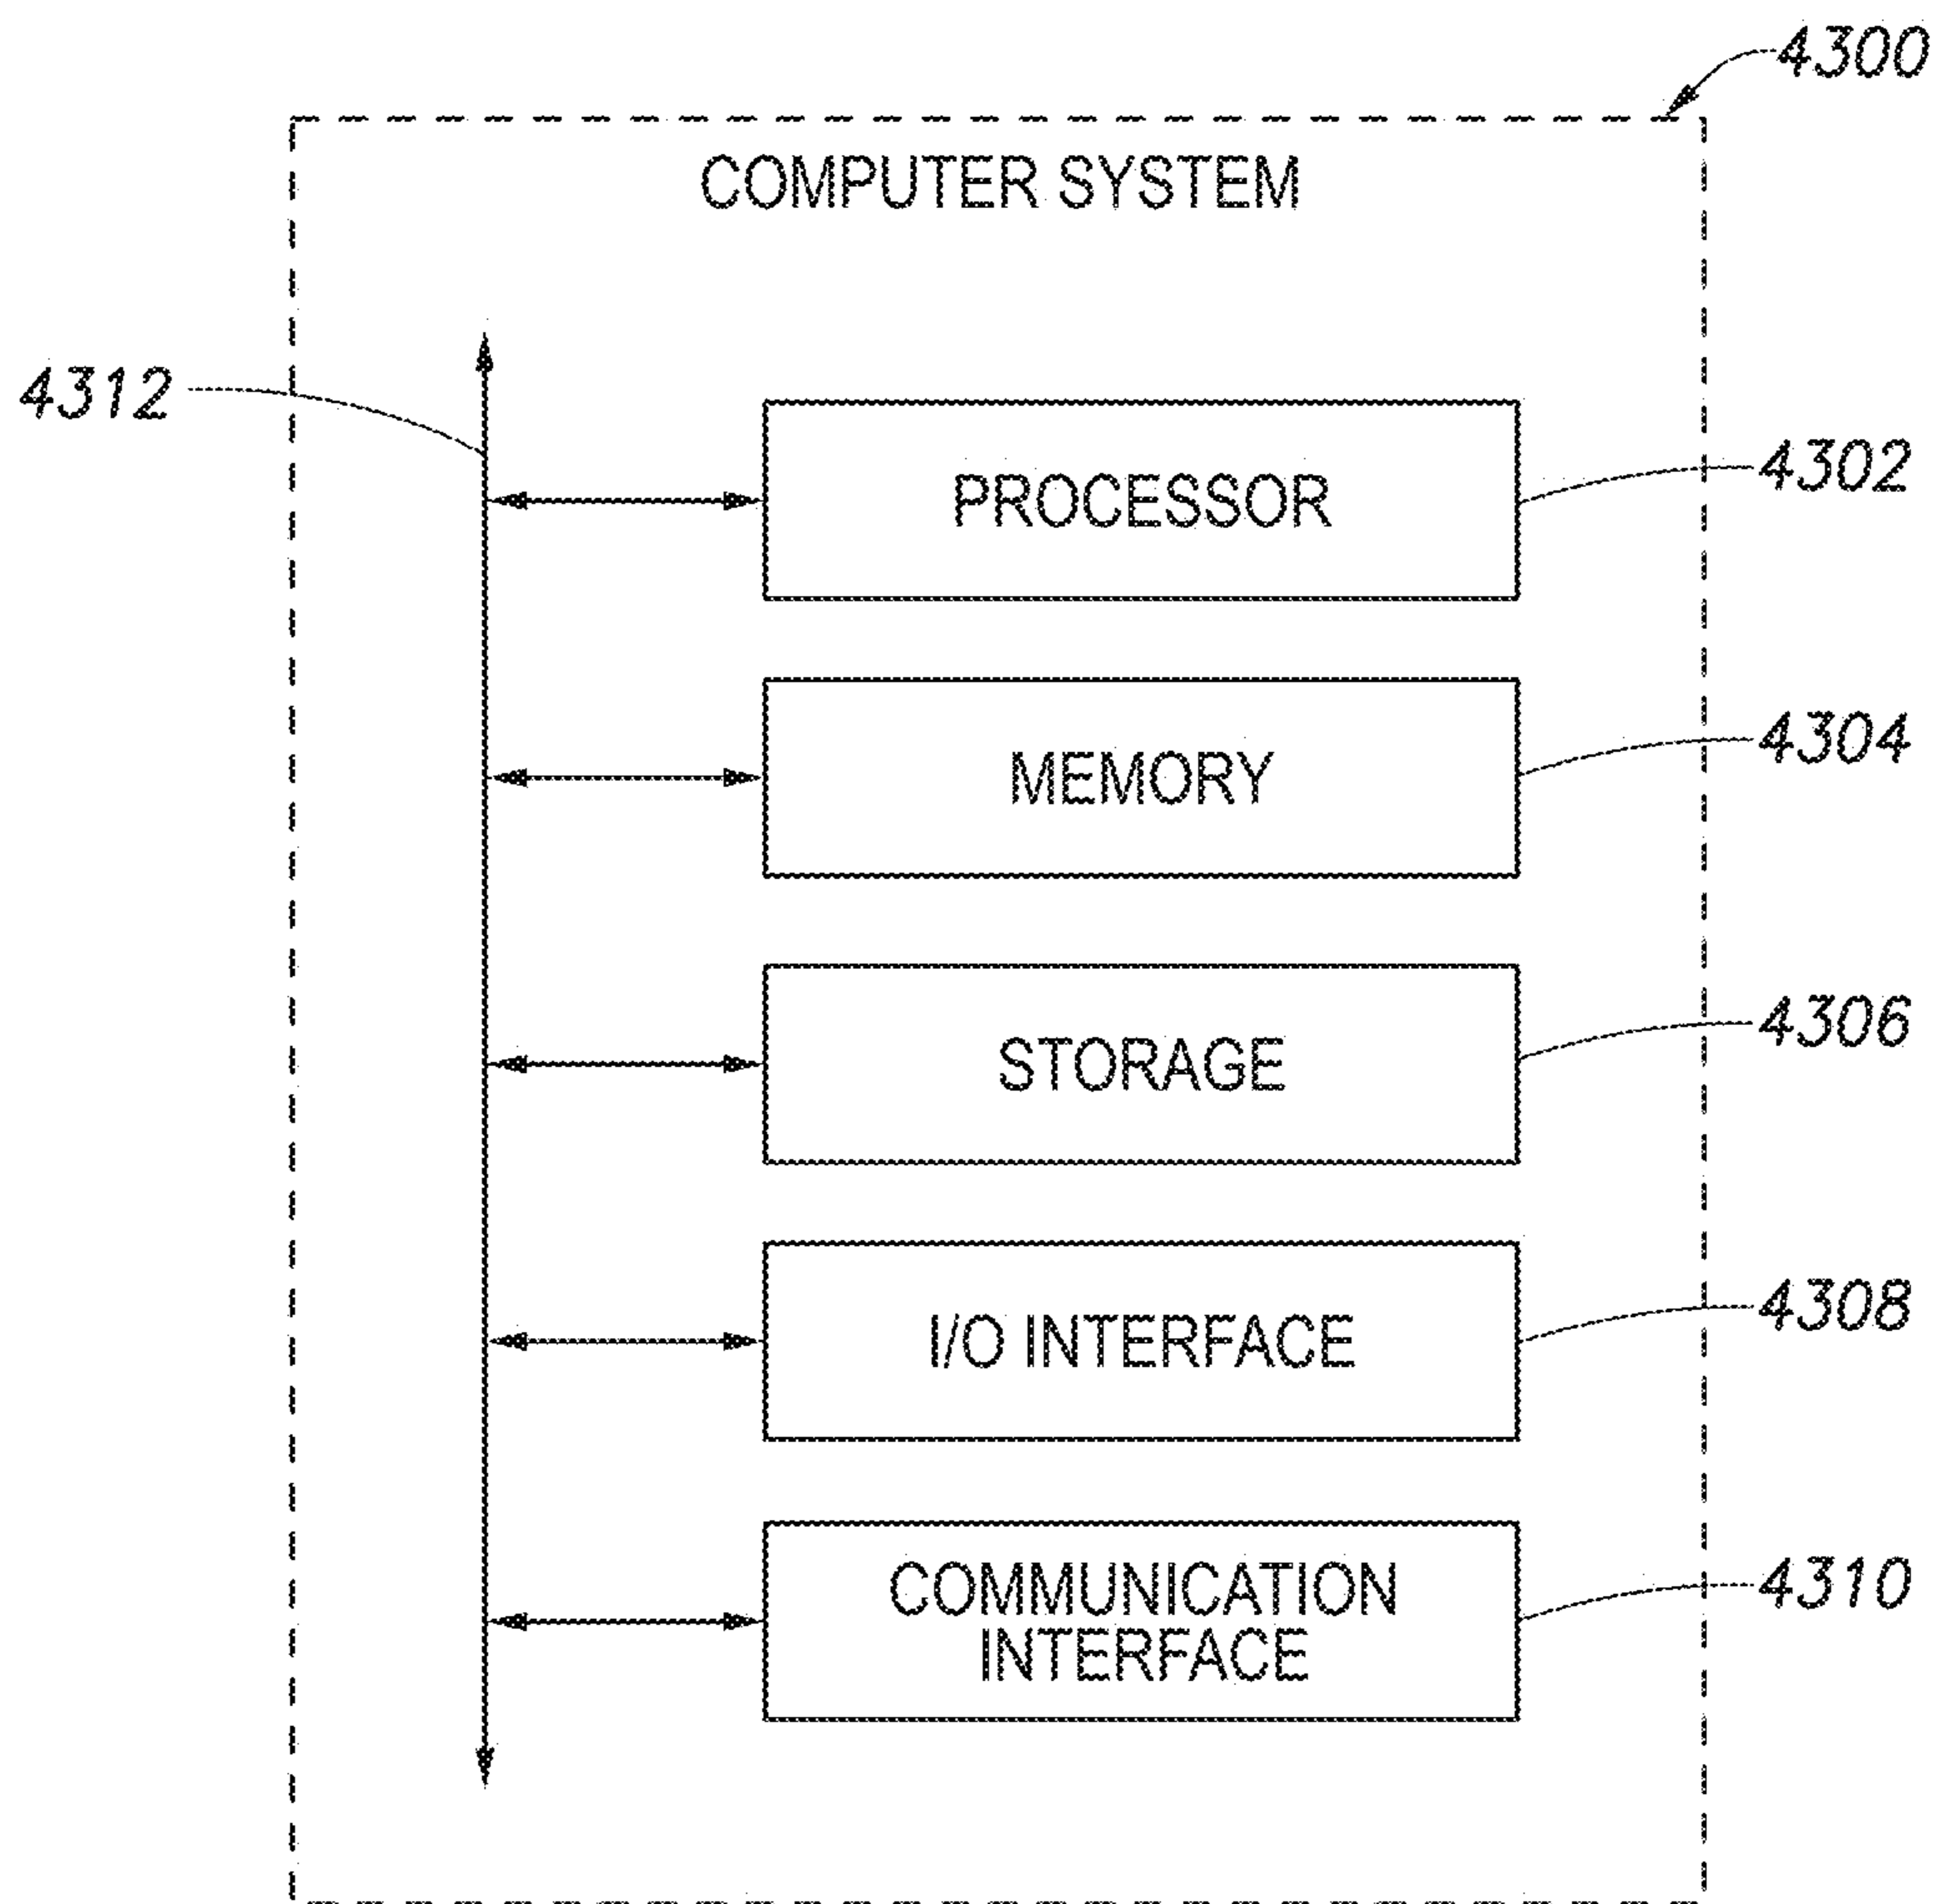 4300
COMPUTER SYSTEM
4312
PROCESSOR
4302
MEMORY
4304
STORAGE
4306
I/O INTERFACE
4308
COMMUNICATION
INTERFACE
4310